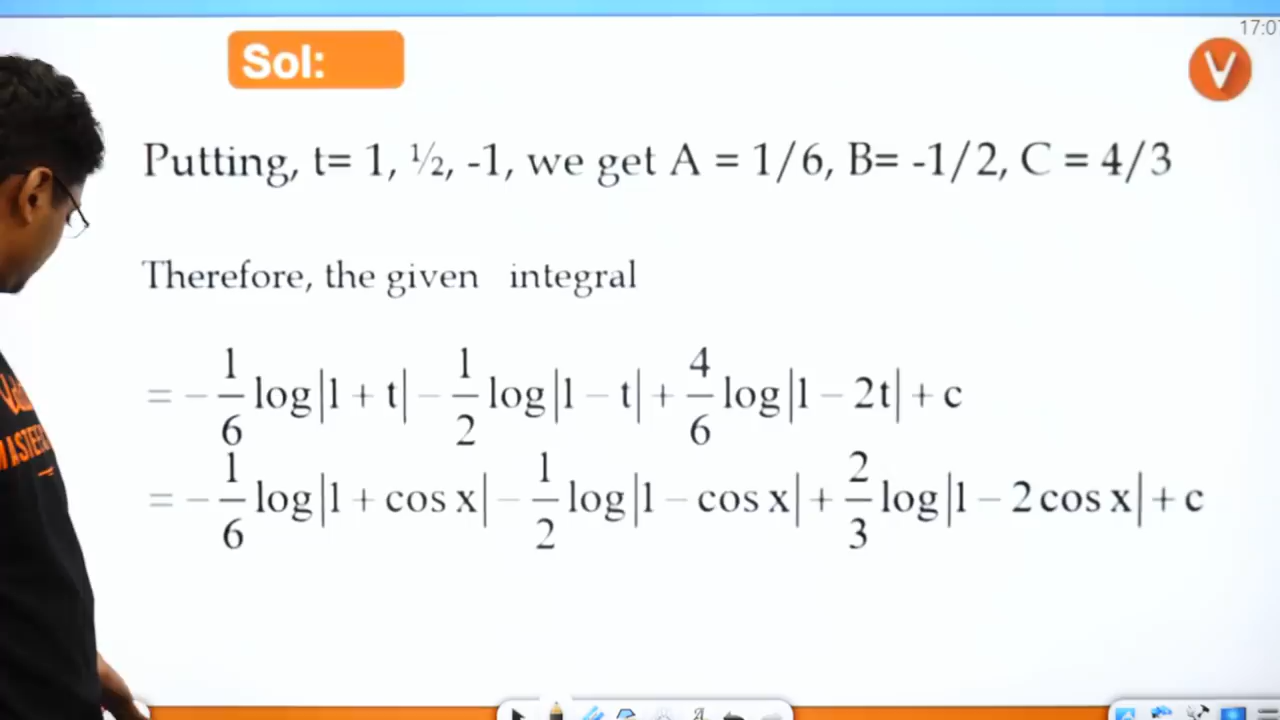 17:07
Sol:
V
Putting, t= 1, ½, -1, we get A = 1/6, B= -1/2, C = 4/3
Therefore, the given integral
= -1/6 log|1 + t| - 1/2 log|1 - t| + 4/6 log|1 - 2t| + c
= -1/6 log|1 + cos x| - 1/2 log|1 - cos x| + 2/3 log|1 - 2 cos x| + c